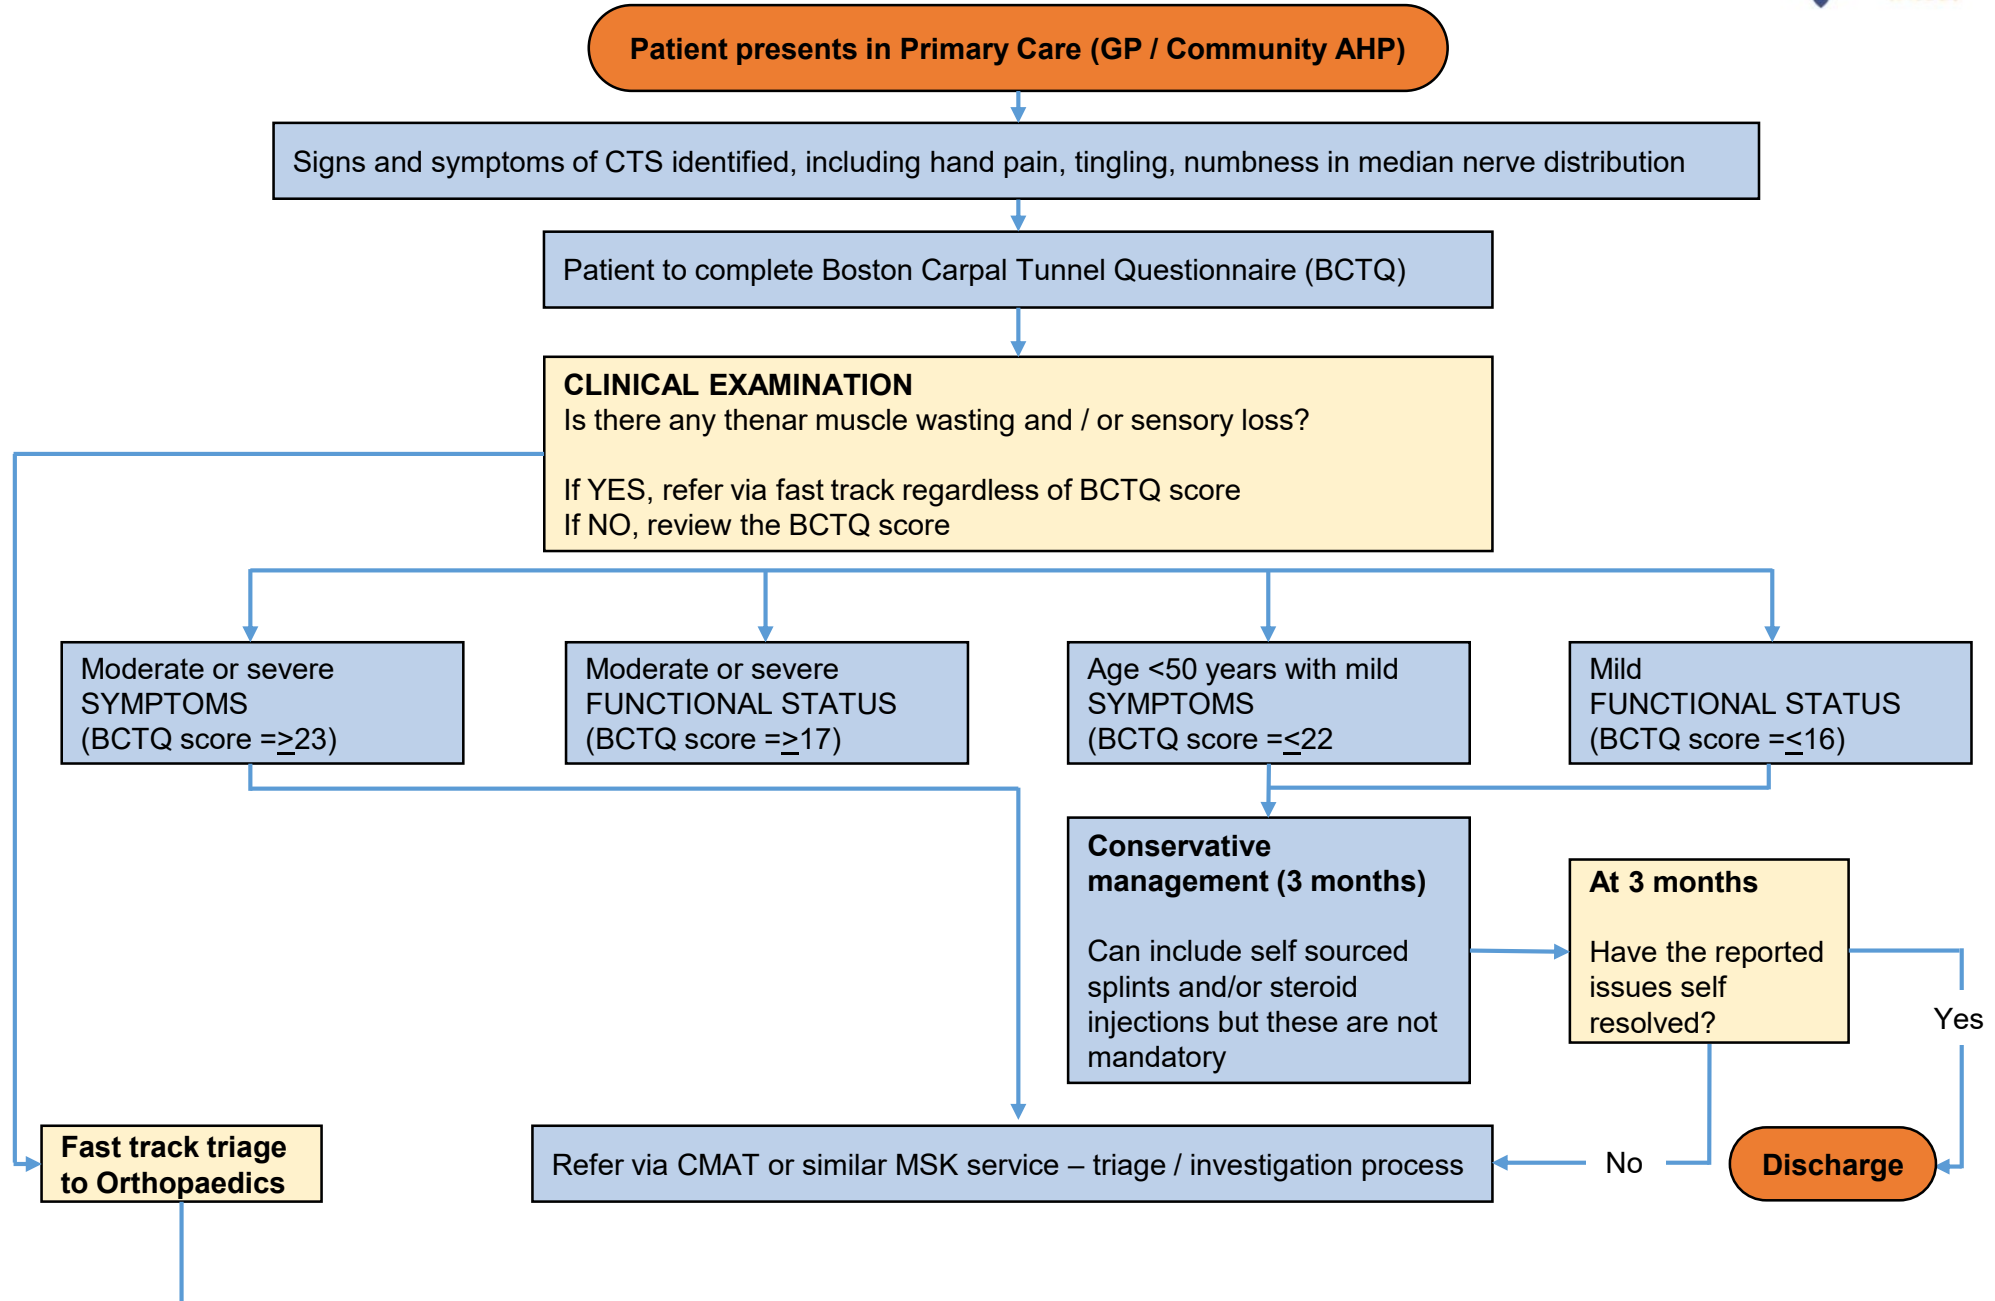 Patient presents in Primary Care (GP / Community AHP)
Signs and symptoms of CTS identified, including hand pain, tingling, numbness in median nerve distribution
Patient to complete Boston Carpal Tunnel Questionnaire (BCTQ)
CLINICAL EXAMINATION
Is there any thenar muscle wasting and / or sensory loss?
If YES, refer via fast track regardless of BCTQ score
If NO, review the BCTQ score
Moderate or severe
SYMPTOMS
(BCTQ score =≥23)
Moderate or severe
FUNCTIONAL STATUS
(BCTQ score =≥17)
Age <50 years with mild
SYMPTOMS
(BCTQ score =≤22
Mild
FUNCTIONAL STATUS
(BCTQ score =≤16)
Conservative
management (3 months)
Can include self sourced
splints and/or steroid
injections but these are not
mandatory
At 3 months
Have the reported
issues self
resolved?
Yes
Fast track triage
to Orthopaedics
Refer via CMAT or similar MSK service – triage / investigation process
No
Discharge